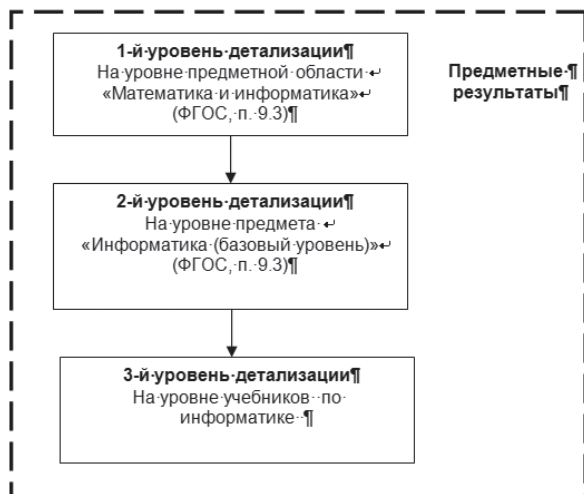 1-й·уровень·детализации¶
На·уровне·предметной·области·↵
«Математика·и·информатика»↵
(ФГОС,·п.·9.3)¶
Предметные·¶
результаты¶
2-й·уровень·детализации¶
На·уровне·предмета·↵
«Информатика·(базовый·уровень)»↵
(ФГОС,·п.·9.3)¶
3-й·уровень·детализации¶
На·уровне·учебников··по·
информатике··¶